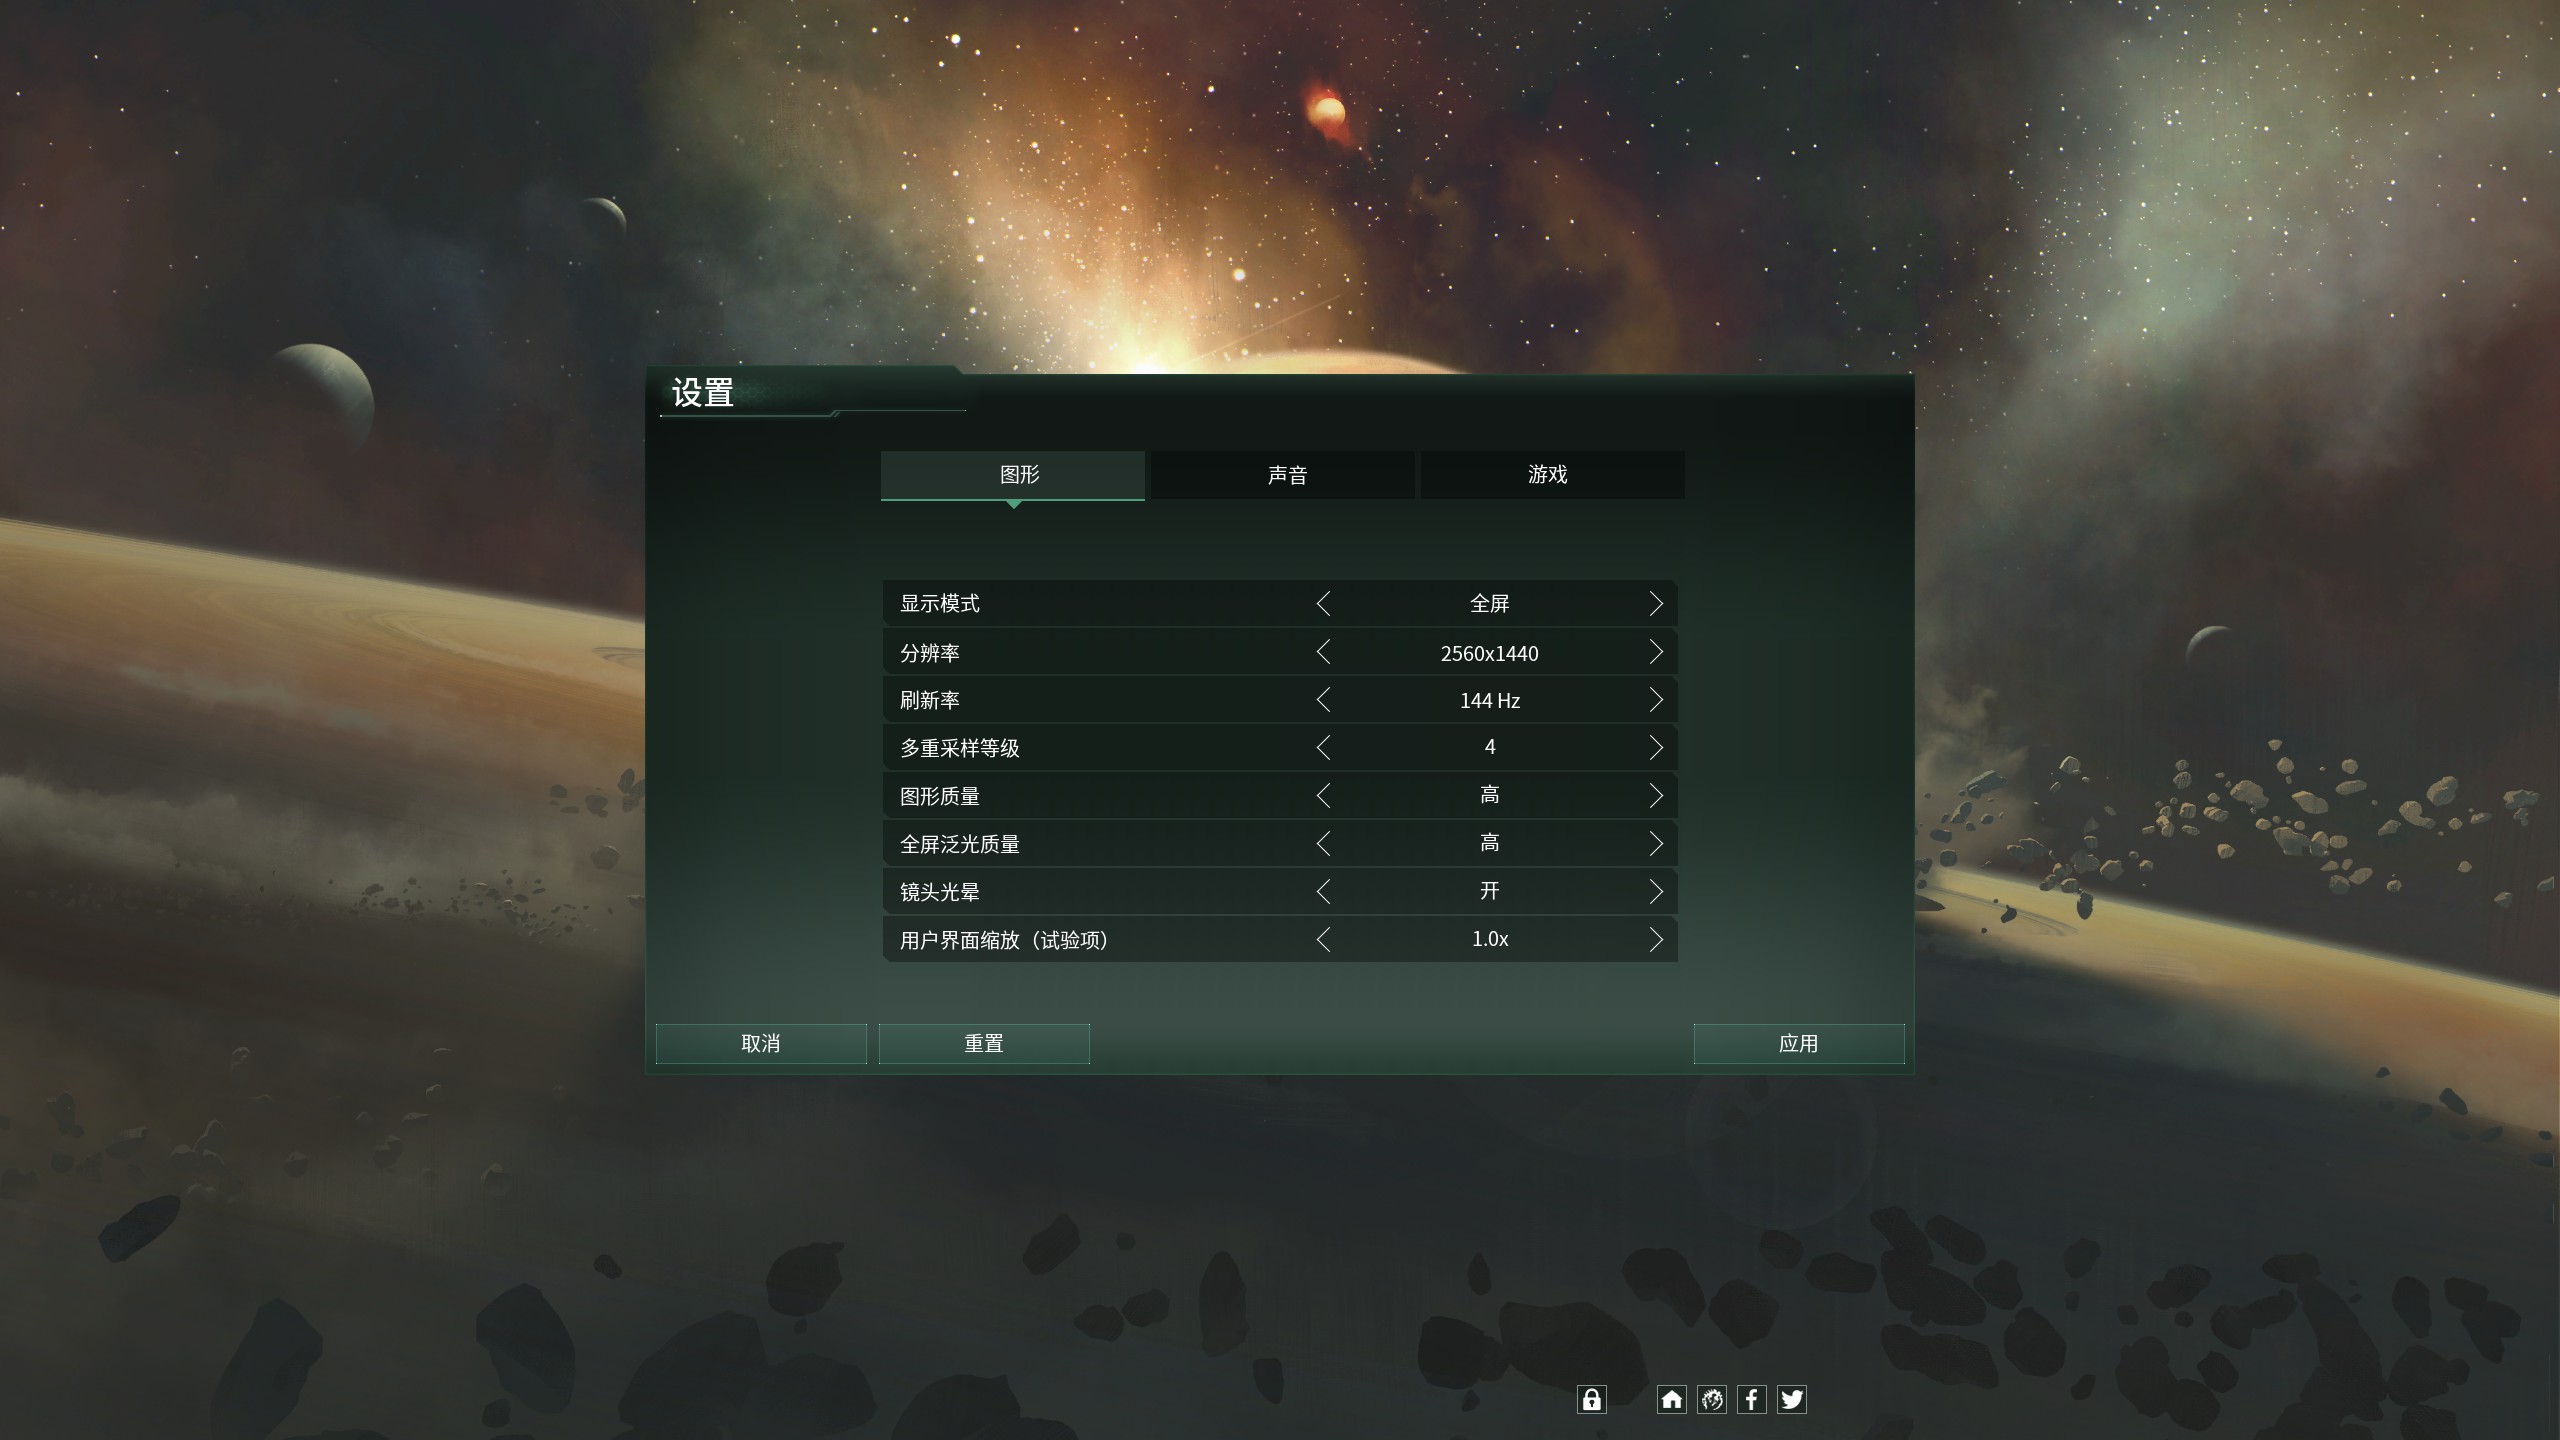 设置
图形
声音
游戏
显示模式 全屏
分辨率 2560x1440
刷新率 144 Hz
多重采样等级 4
图形质量 高
全屏泛光质量 高
镜头光晕 开
用户界面缩放（试验项） 1.0x
取消
重置
应用